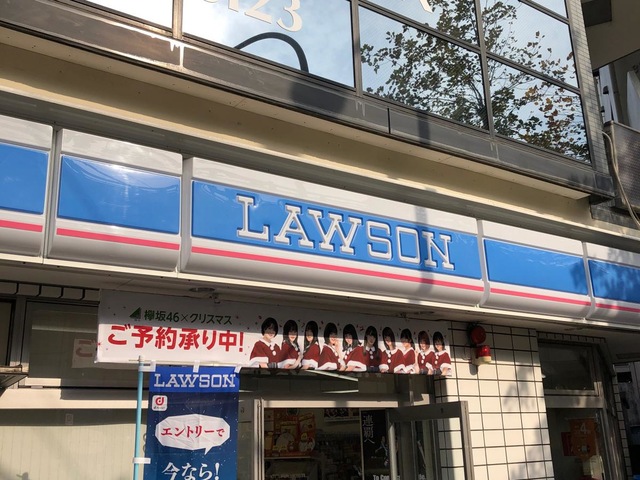 123
LAWSON
欅坂46×クリスマス
ご予約承り中!
LAWSON
d
エントリーで
今なら!